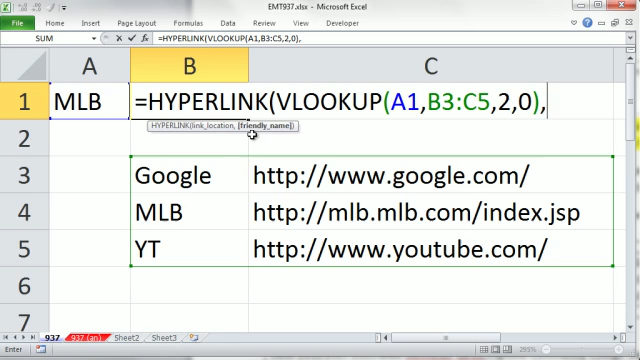 EMT937.xlsx - Microsoft Excel
File Home Insert Page Layout Formulas Data Review View Developer
SUM =HYPERLINK(VLOOKUP(A1,B3:C5,2,0),
A B C
1 MLB =HYPERLINK(VLOOKUP(A1,B3:C5,2,0),
HYPERLINK(link_location, [friendly_name])
2
3 Google http://www.google.com/
4 MLB http://mlb.mlb.com/index.jsp
5 YT http://www.youtube.com/
6
7
937 937 (an) Sheet2 Sheet3
Enter 295%